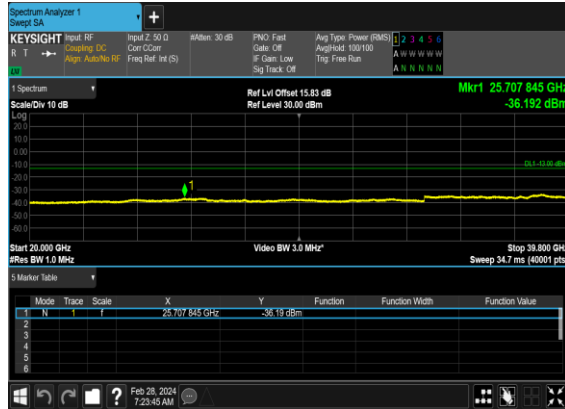 Spectrum Analyzer 1
Swept SA
+
KEYSIGHT Input: RF Input Z: 50 Ω #Atten: 30 dB PNO: Fast Avg Type: Power (RMS) 1 2 3 4 5 6
R T Coupling: DC Corr CCorr Gate: Off Avg|Hold: 100/100 A W W W W W
Align: Auto/No RF Freq Ref: Int (S) IF Gain: Low Trig: Free Run
LW Sig Track: Off A N N N N N
1 Spectrum Ref Lvl Offset 15.83 dB Mkr1 25.707 845 GHz
Scale/Div 10 dB Ref Level 30.00 dBm -36.192 dBm
Log
20.0
10.0
0.00
-10.0
DL1 -13.00 dBm
-20.0
1
-30.0
-40.0
-50.0
-60.0
Start 20.000 GHz Video BW 3.0 MHz* Stop 39.800 GHz
#Res BW 1.0 MHz Sweep 34.7 ms (40001 pts)
5 Marker Table
Mode Trace Scale X Y Function Function Width Function Value
1 N 1 f 25.707 845 GHz -36.19 dBm
2
3
4
5
6
? Feb 28, 2024
7:23:45 AM